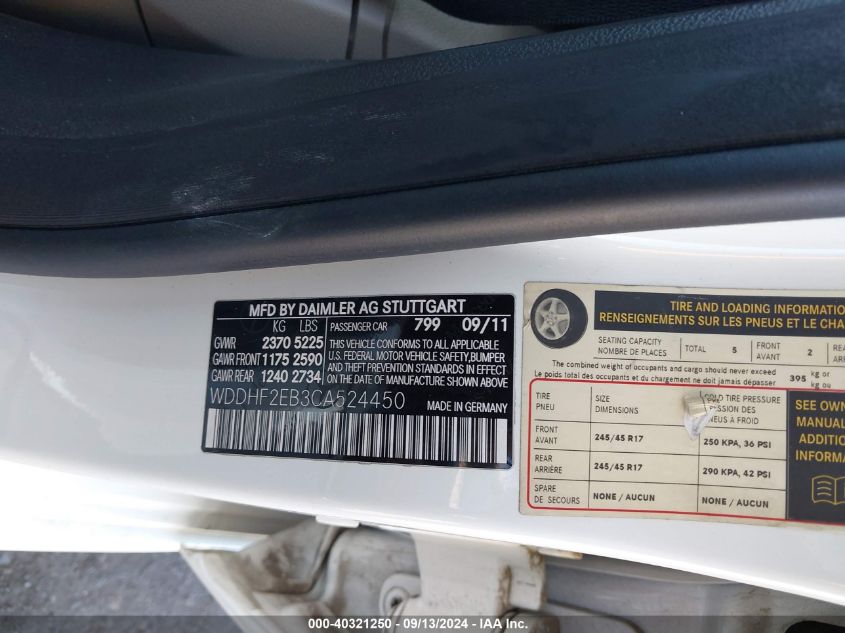 MFD BY DAIMLER AG STUTTGART
KG LBS PASSENGER CAR 799 09/11
GVWR 2370 5225
GAWR FRONT 1175 2590
GAWR REAR 1240 2734
THIS VEHICLE CONFORMS TO ALL APPLICABLE
U.S. FEDERAL MOTOR VEHICLE SAFETY, BUMPER
AND THEFT PREVENTION STANDARDS IN EFFECT
ON THE DATE OF MANUFACTURE SHOWN ABOVE.
WDDHF2EB3CA524450 MADE IN GERMANY
TIRE AND LOADING INFORMATION
RENSEIGNEMENTS SUR LES PNEUS ET LE CHA
SEATING CAPACITY
NOMBRE DE PLACES
TOTAL 5
FRONT
AVANT
2
REA
ARR
The combined weight of occupants and cargo should never exceed
Le poids total des occupants et du chargement ne doit jamais dépasser
395 kg or
kg ou
TIRE
PNEU
SIZE
DIMENSIONS
COLD TIRE PRESSURE
DES
PNEUS A FROID
FRONT
AVANT
245/45 R17
250 KPA, 36 PSI
REAR
ARRIÈRE
245/45 R17
290 KPA, 42 PSI
SPARE
DE SECOURS
NONE / AUCUN
NONE / AUCUN
SEE OWN
MANUAL
ADDITIO
INFORMA
000-40321250 - 09/13/2024 - IAAI Inc.